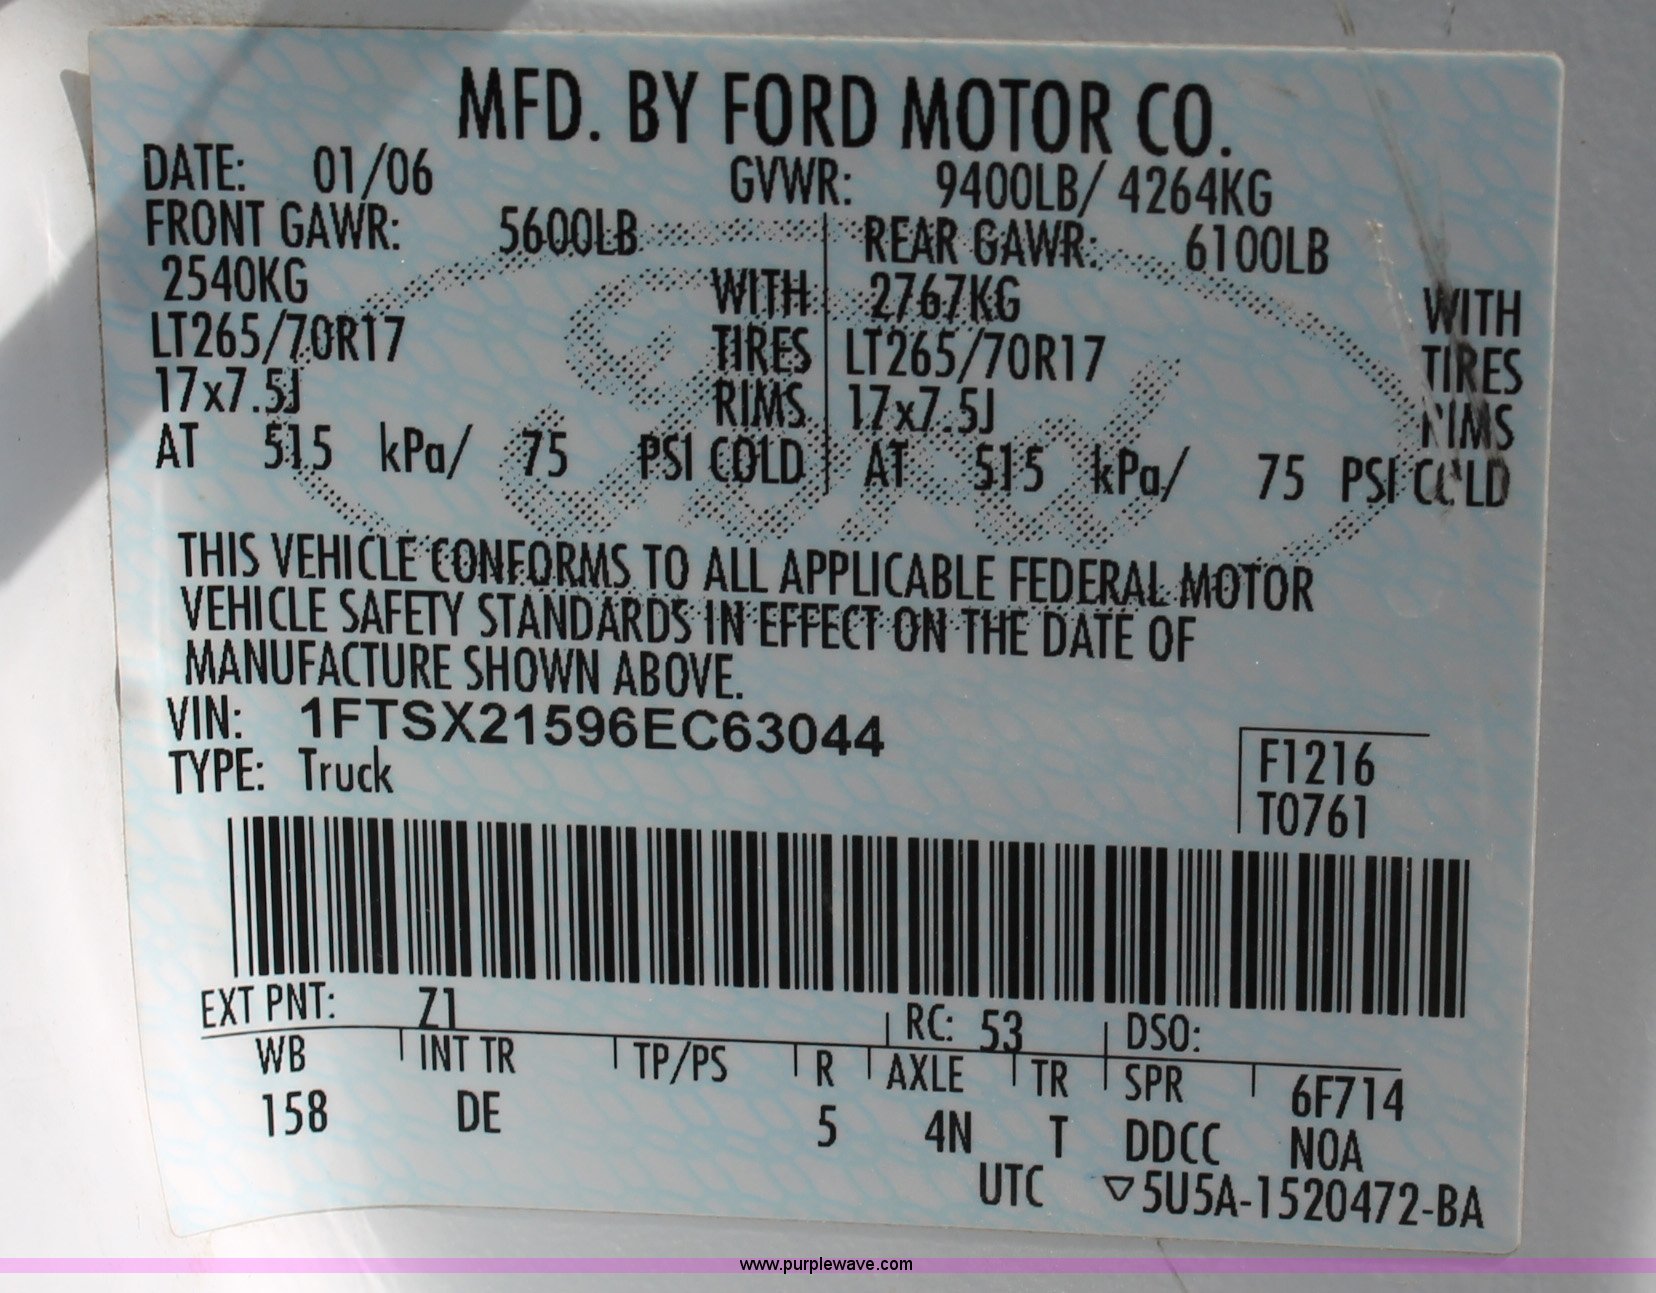 MFD. BY FORD MOTOR CO.
DATE: 01/06 GVWR: 9400LB/ 4264KG
FRONT GAWR: 5600LB REAR GAWR: 6100LB
2540KG WITH 2767KG WITH
LT265/70R17 TIRES LT265/70R17 TIRES
17x7.5J RIMS 17x7.5J RIMS
AT 515 kPa/ 75 PSI COLD AT 515 kPa/ 75 PSI COLD
THIS VEHICLE CONFORMS TO ALL APPLICABLE FEDERAL MOTOR
VEHICLE SAFETY STANDARDS IN EFFECT ON THE DATE OF
MANUFACTURE SHOWN ABOVE.
VIN: 1FTSX21596EC63044
TYPE: Truck
F1216
T0761
EXT PNT: Z1 RC: 53 DSO:
WB INT TR TP/PS R AXLE TR SPR 6F714
158 DE 5 4N T DDCC NOA
UTC ▽5U5A-1520472-BA
www.purplewave.com